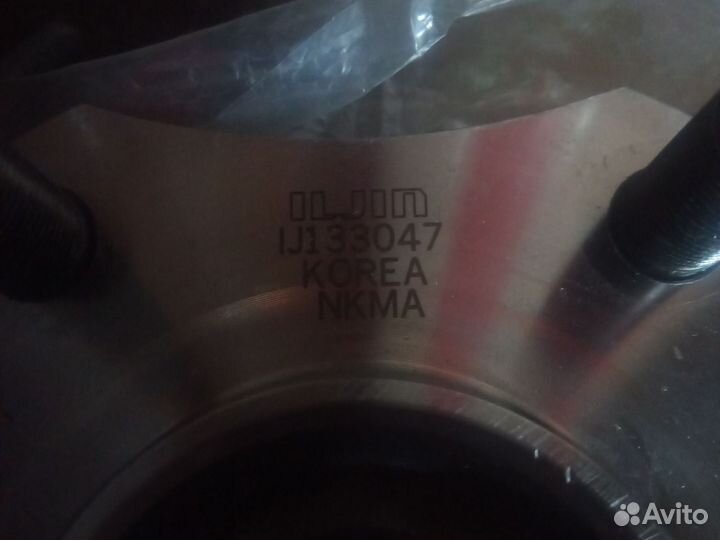 ILJIN
IJ133047
KOREA
NKMA
Avito